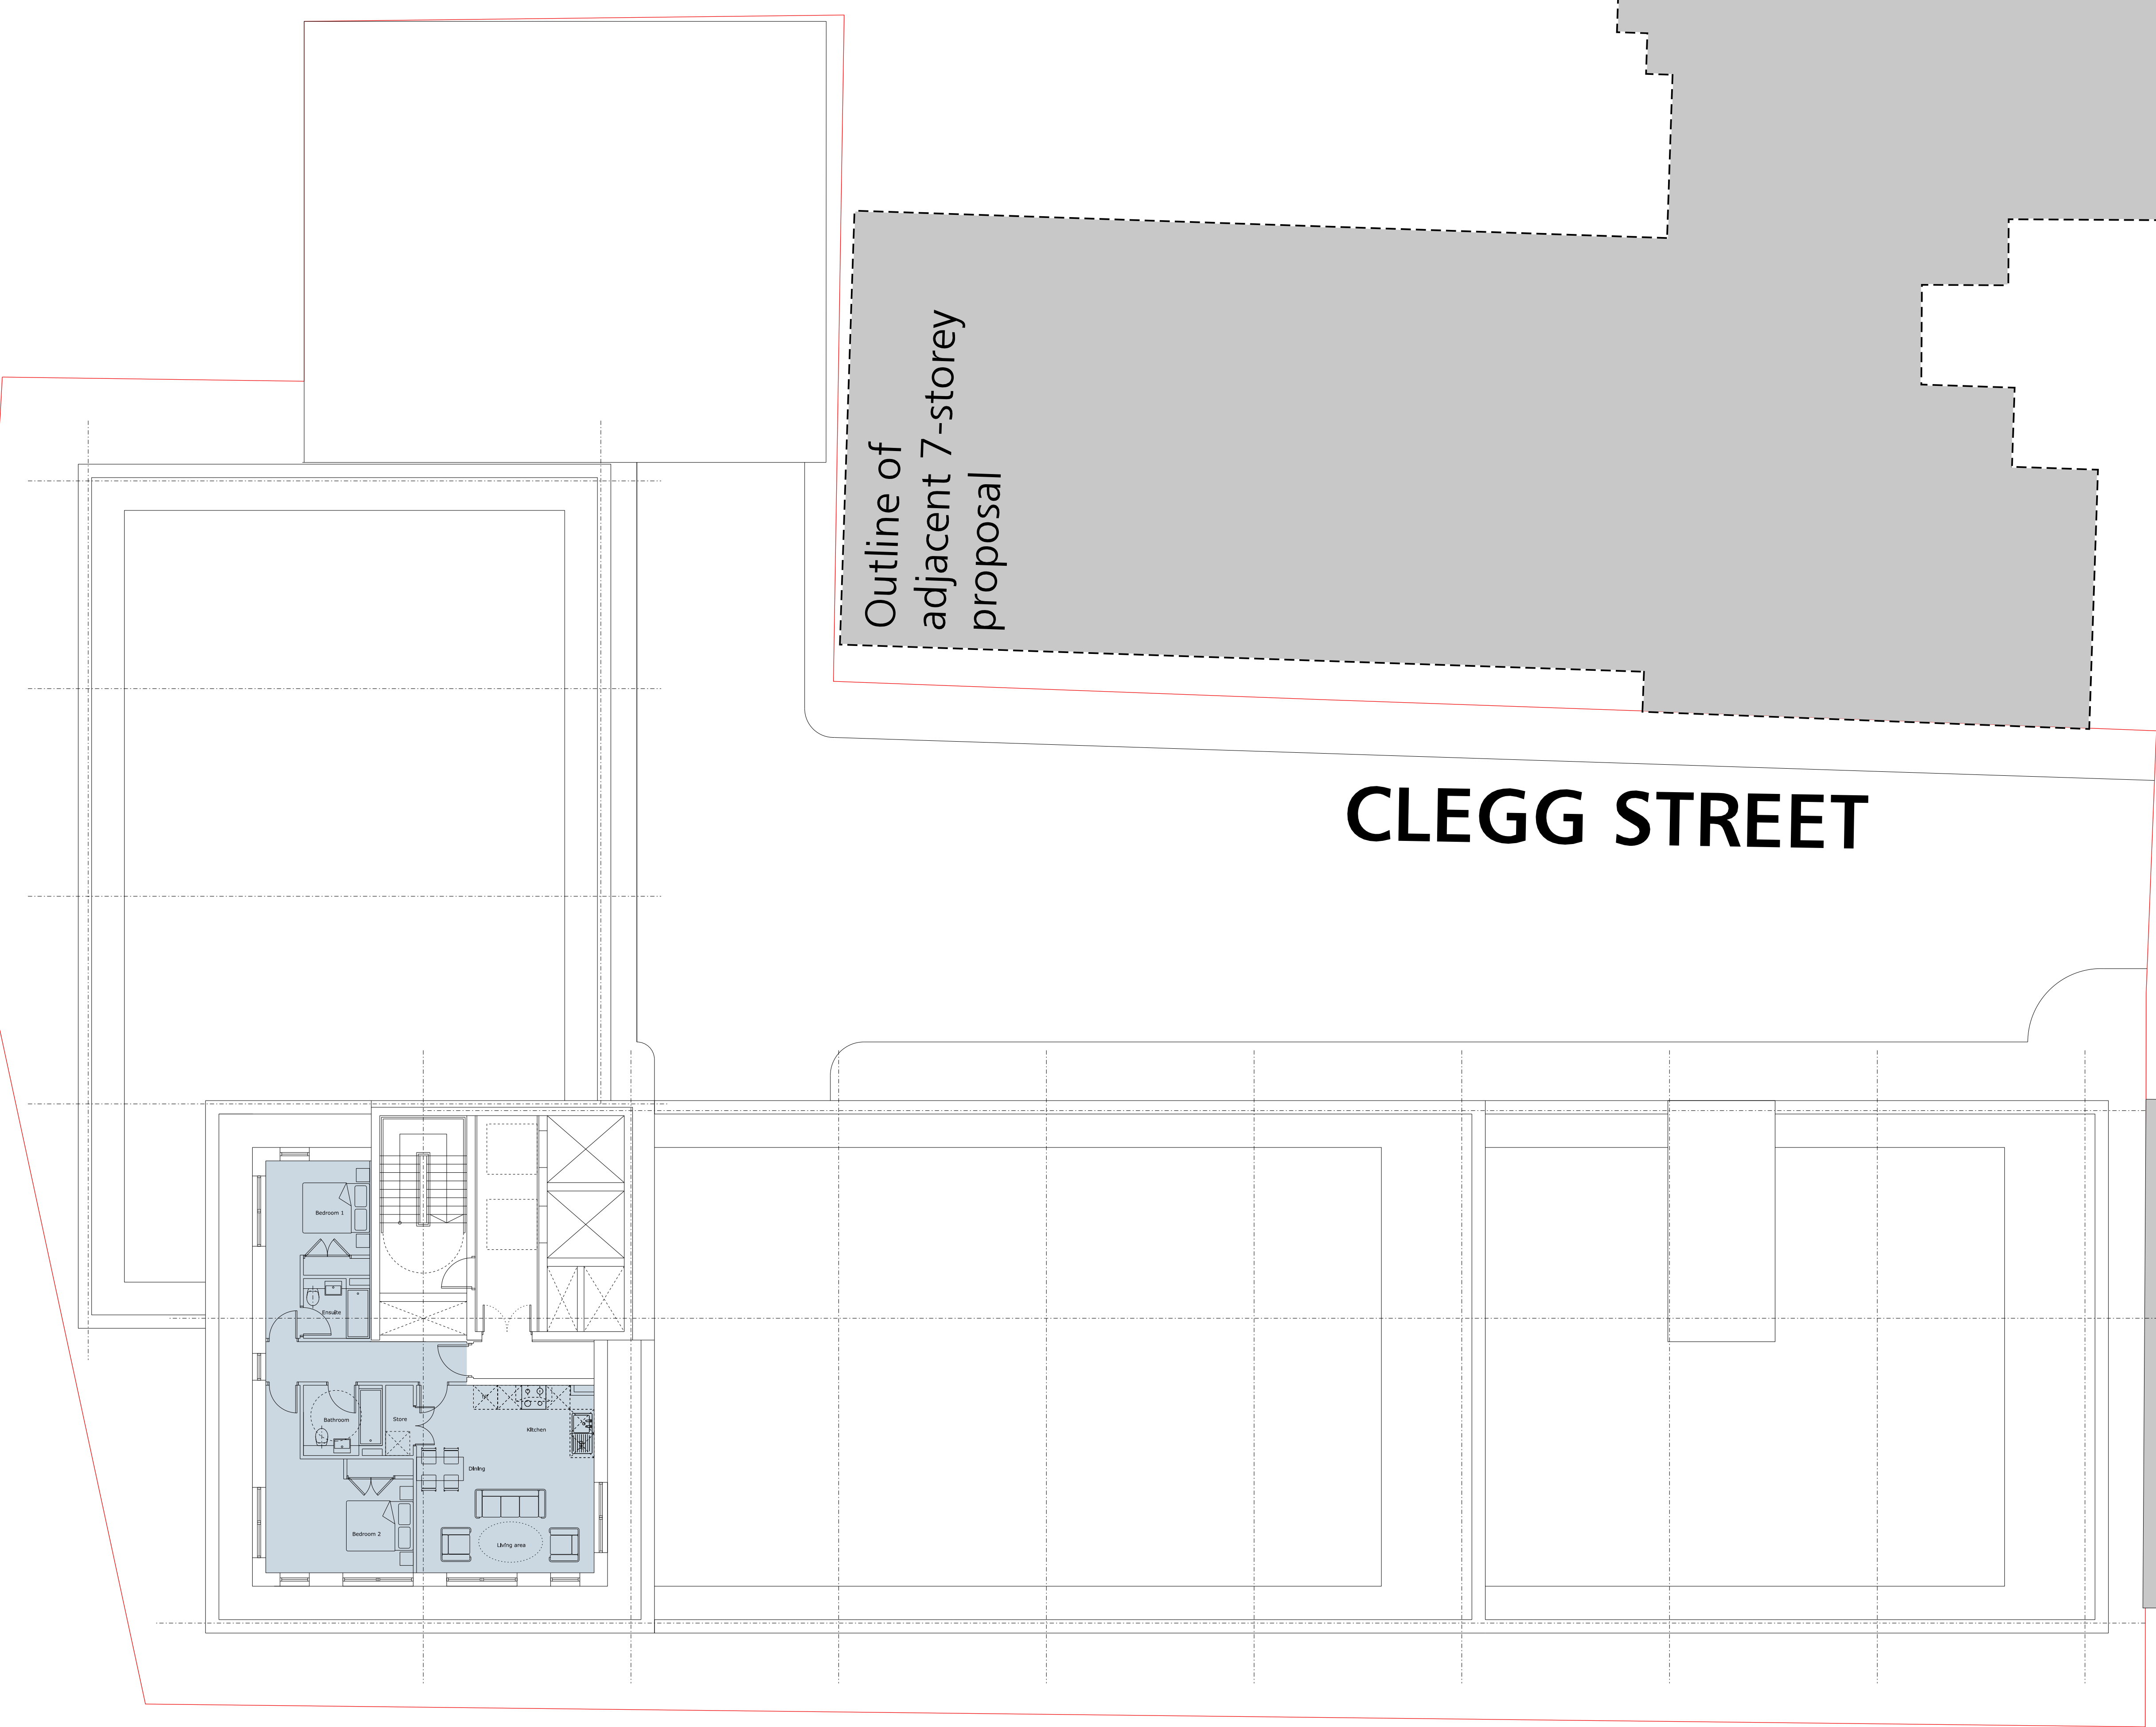 Outline of
adjacent 7-storey
proposal
CLEGG STREET
Bedroom 1
Ensuite
Bathroom
Store
Kitchen
Dining
Bedroom 2
Living area